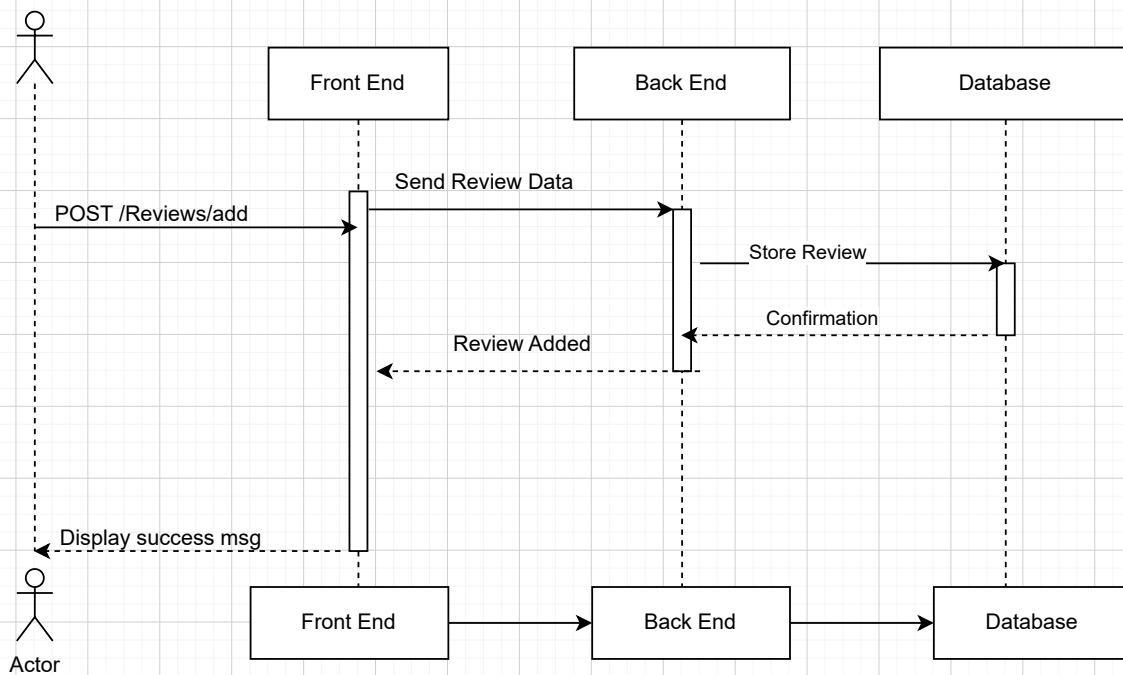 Front End
Back End
Database
Send Review Data
POST /Reviews/add
Store Review
Confirmation
Review Added
Display success msg
Front End
Back End
Database
Actor